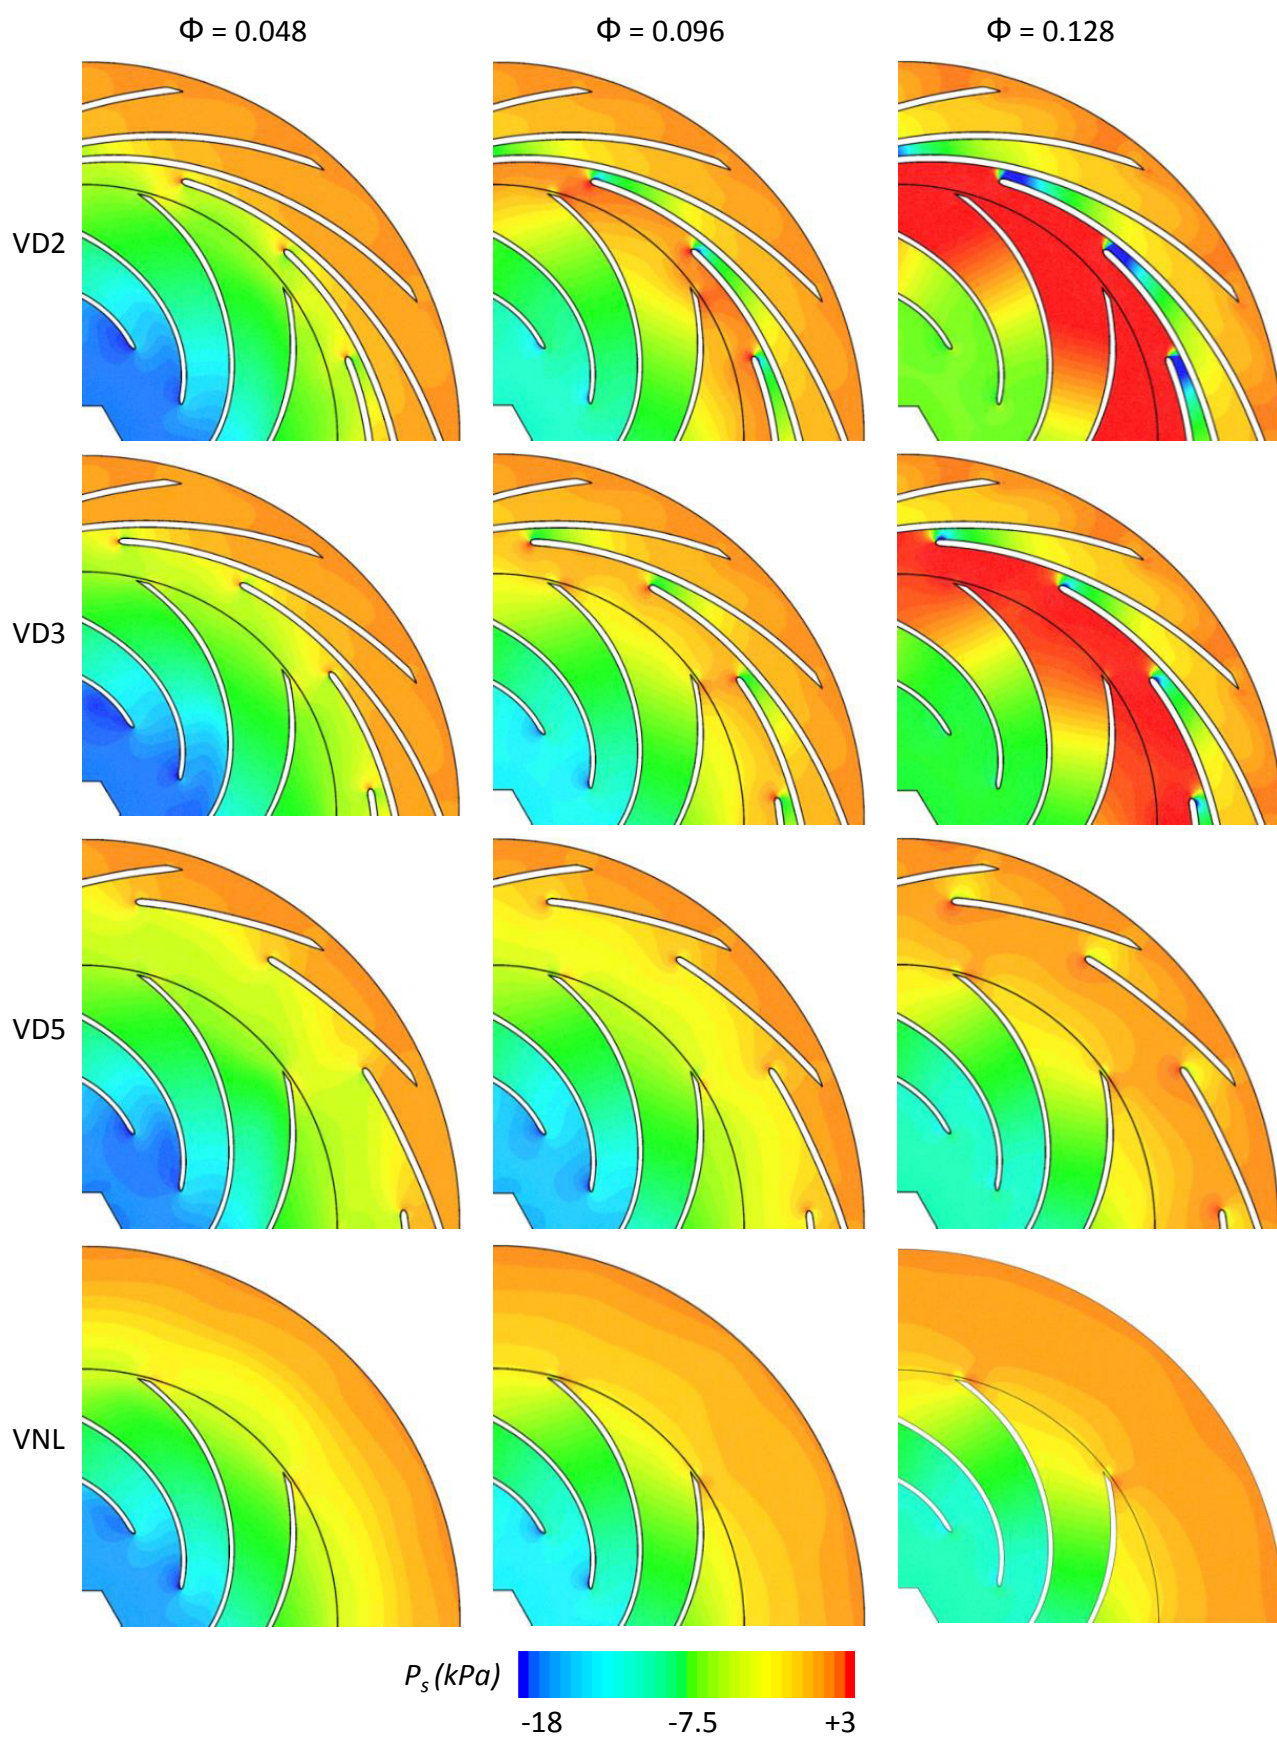 Φ = 0.048 Φ = 0.096 Φ = 0.128
VD2
VD3
VD5
VNL
Ps (kPa)
-18 -7.5 +3